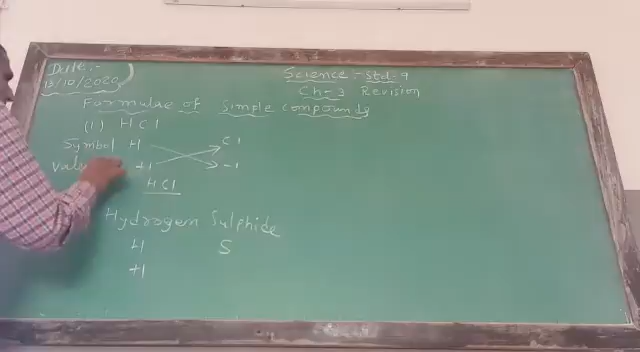 Date:-
13/10/2020
Science:- Std-9
Ch-3 Revision
Formulae of Simple compounds
(1) HCl
Symbol H Cl
+1 -1
HCl
Hydrogen Sulphide
H S
+1